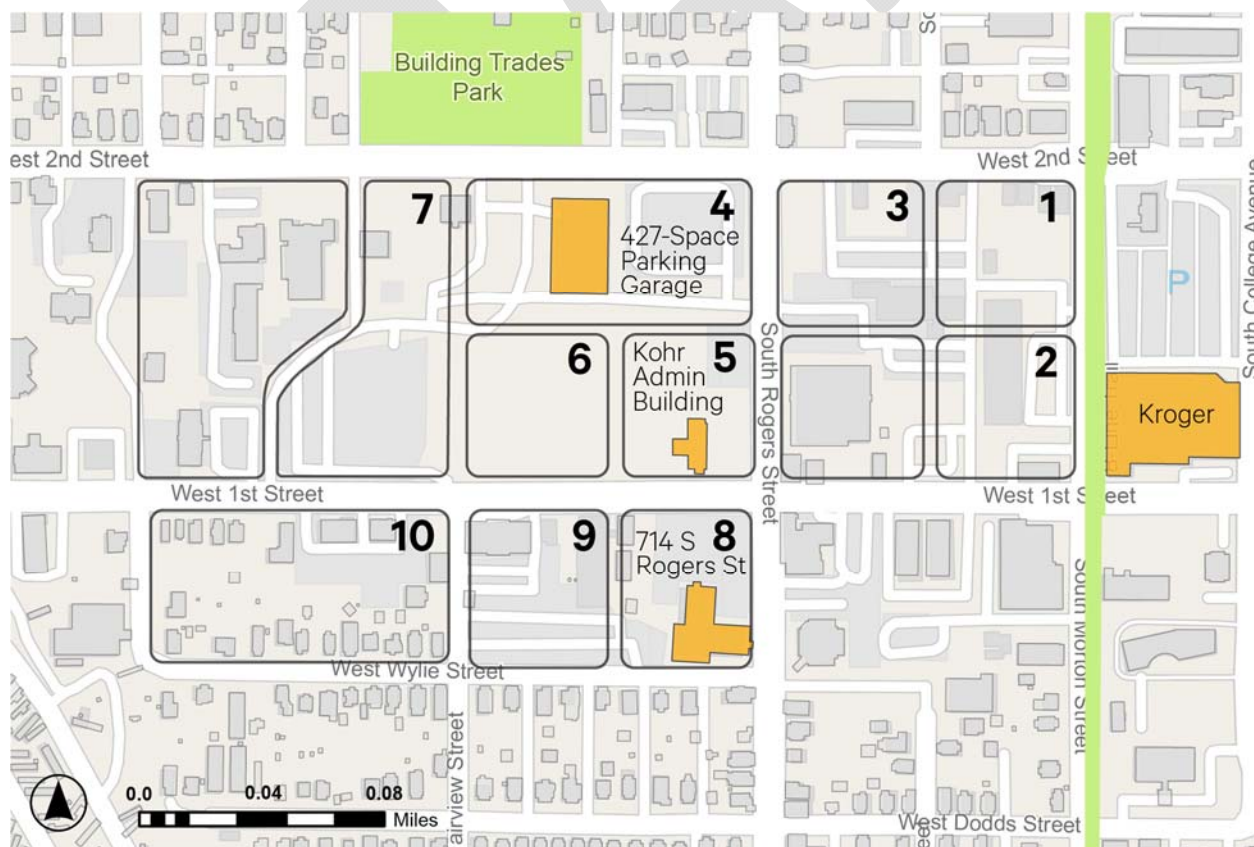 Building Trades
Park
est 2nd Street
West 2nd Street
7
4
3
1
427-Space
Parking
Garage
P
South College Avenue
6
Kohr
Admin
Building
5
2
South Rogers Street
Kroger
West 1st Street
West 1st Street
10
9
714 S
Rogers St
8
South Morton Street
West Wylie Street
airview Street
0.0
0.04
0.08
Miles
West Dodds Street